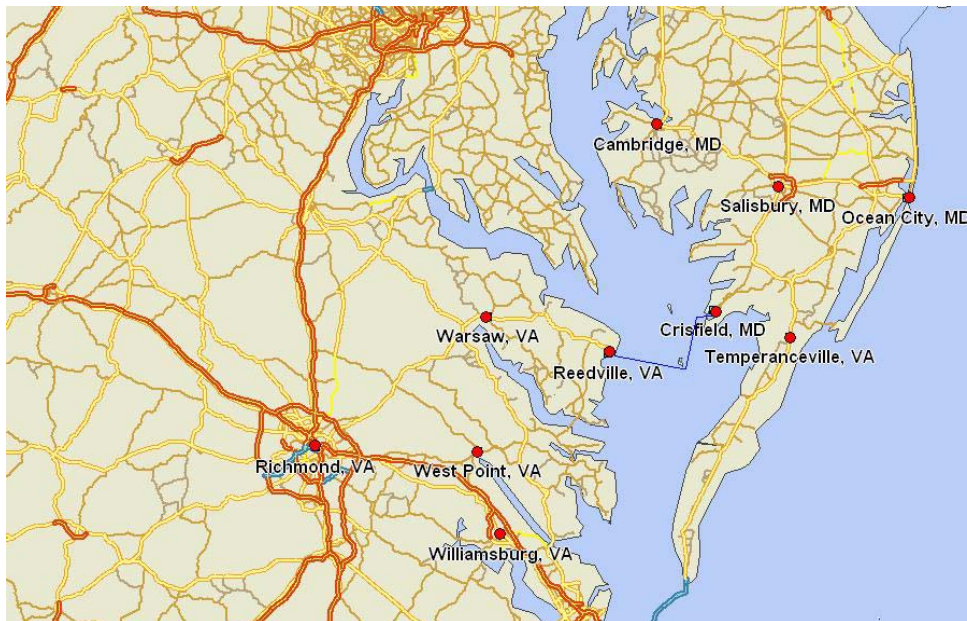 Cambridge, MD
Salisbury, MD
Ocean City, MD
Crisfield, MD
Warsaw, VA
Temperanceville, VA
Reedville, VA
Richmond, VA
West Point, VA
Williamsburg, VA